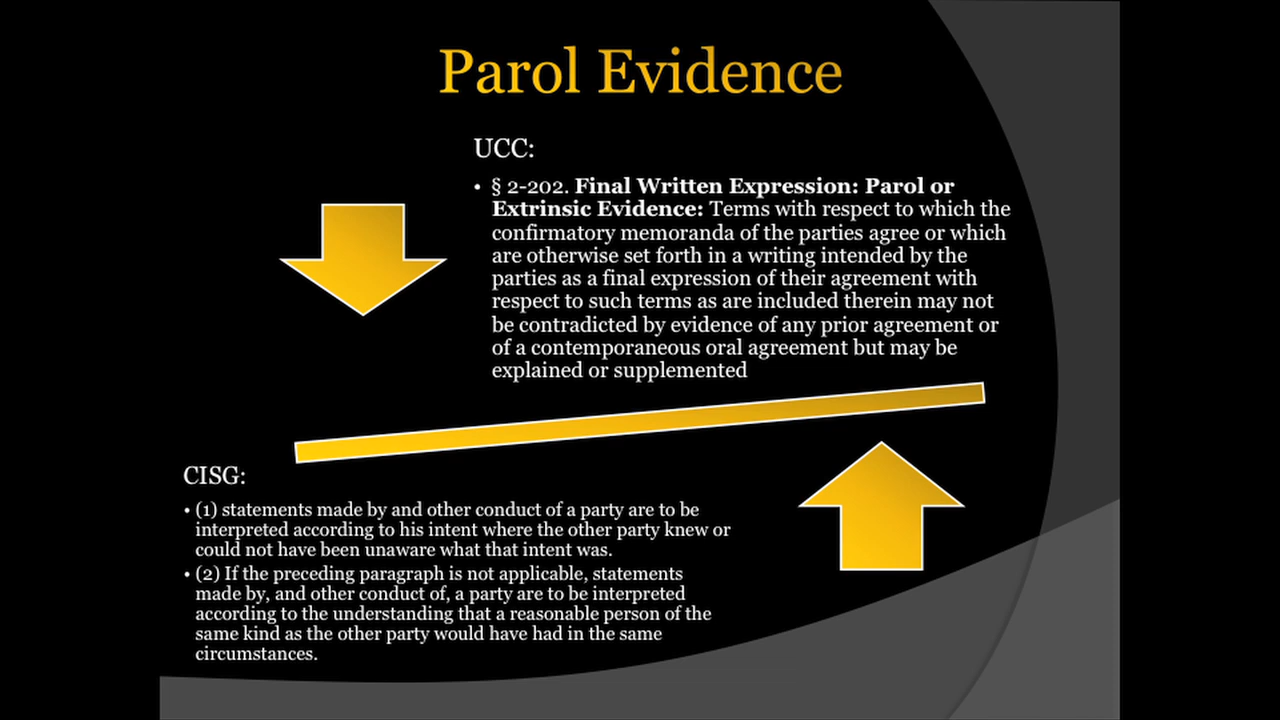 Parol Evidence
UCC:
• § 2-202. Final Written Expression: Parol or
Extrinsic Evidence: Terms with respect to which the
confirmatory memoranda of the parties agree or which
are otherwise set forth in a writing intended by the
parties as a final expression of their agreement with
respect to such terms as are included therein may not
be contradicted by evidence of any prior agreement or
of a contemporaneous oral agreement but may be
explained or supplemented
CISG:
• (1) statements made by and other conduct of a party are to be
interpreted according to his intent where the other party knew or
could not have been unaware what that intent was.
• (2) If the preceding paragraph is not applicable, statements
made by, and other conduct of, a party are to be interpreted
according to the understanding that a reasonable person of the
same kind as the other party would have had in the same
circumstances.